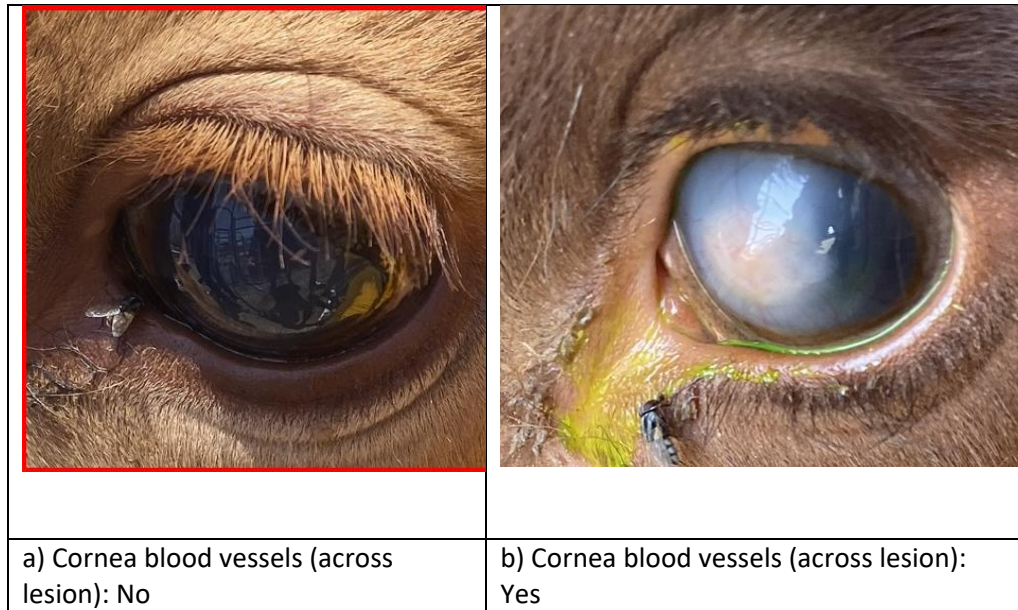 a) Cornea blood vessels (across
lesion): No
b) Cornea blood vessels (across lesion):
Yes